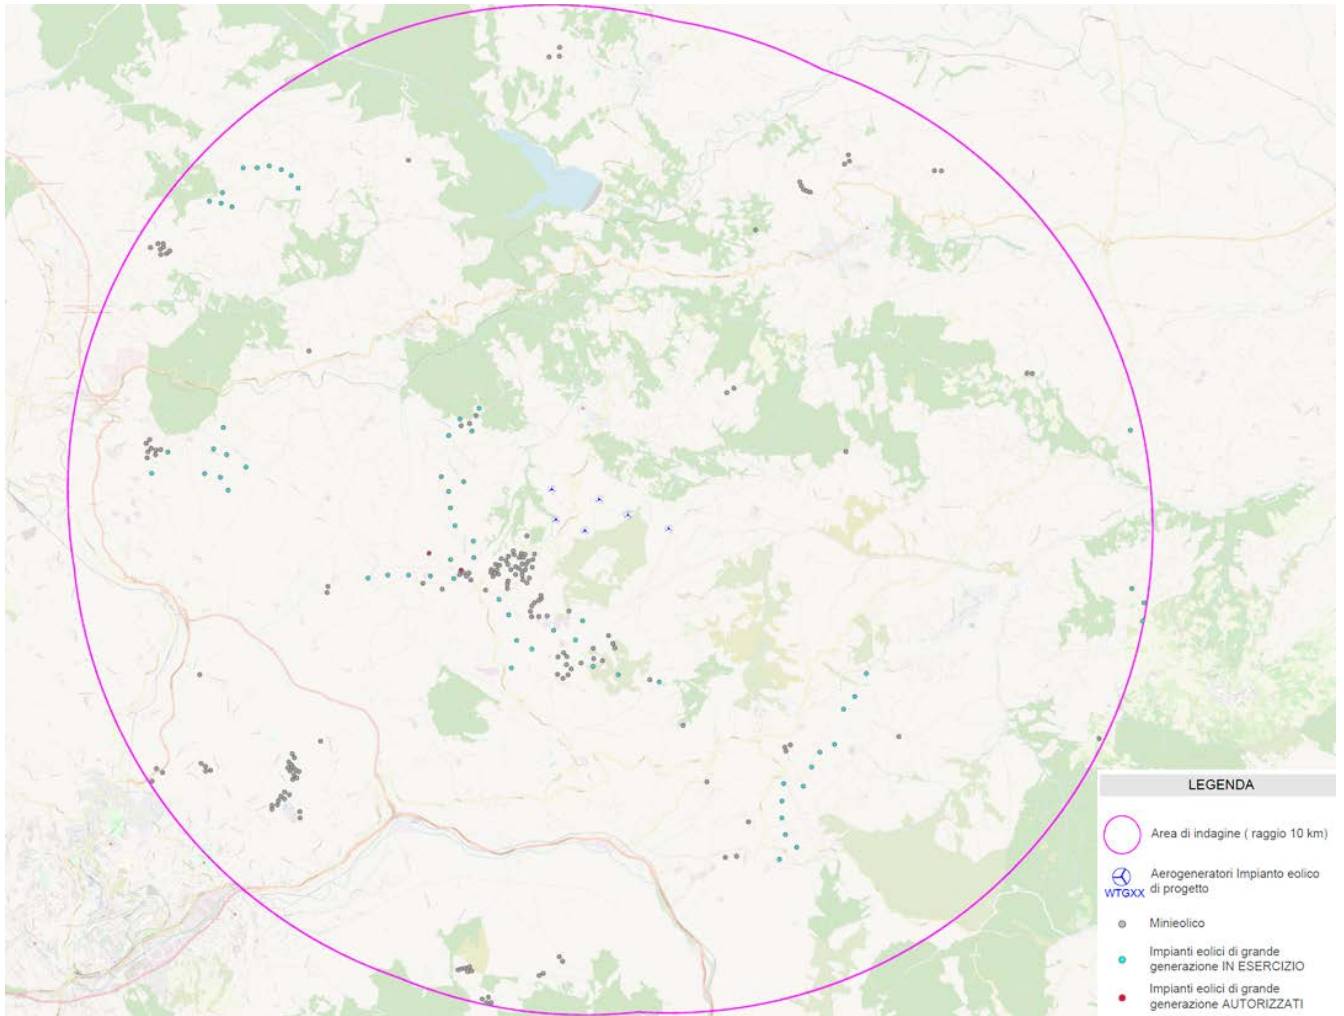 LEGENDA
Area di indagine ( raggio 10 km)
Aerogeneratori Impianto eolico
di progetto
WTGXX
Minieolico
Impianti eolici di grande
generazione IN ESERCIZIO
Impianti eolici di grande
generazione AUTORIZZATI